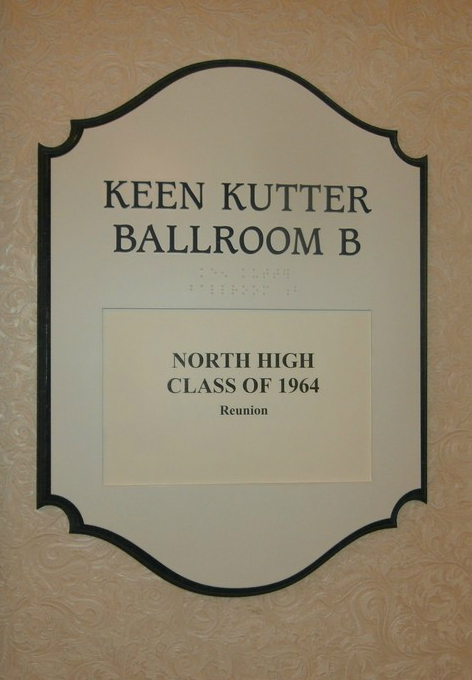 KEEN KUTTER
BALLROOM B
NORTH HIGH
CLASS OF 1964
Reunion